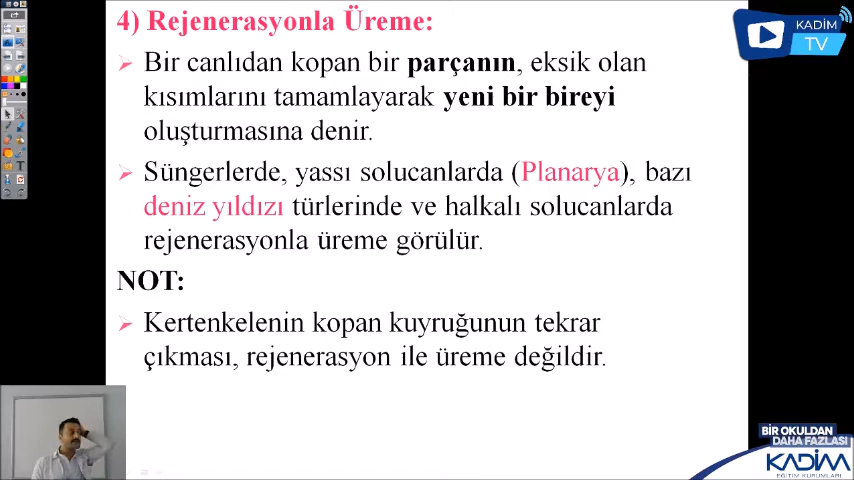 4) Rejenerasyonla Üreme:
Bir canlıdan kopan bir parçanın, eksik olan
kısımlarını tamamlayarak yeni bir bireyi
oluşturmasına denir.
Süngerlerde, yassı solucanlarda (Planarya), bazı
deniz yıldızı türlerinde ve halkalı solucanlarda
rejenerasyonla üreme görülür.
NOT:
Kertenkelenin kopan kuyruğunun tekrar
çıkması, rejenerasyon ile üreme değildir.
KADİM
TV
BİR OKULDAN
DAHA FAZLASI
KADİM
EĞİTİM KURUMLARI